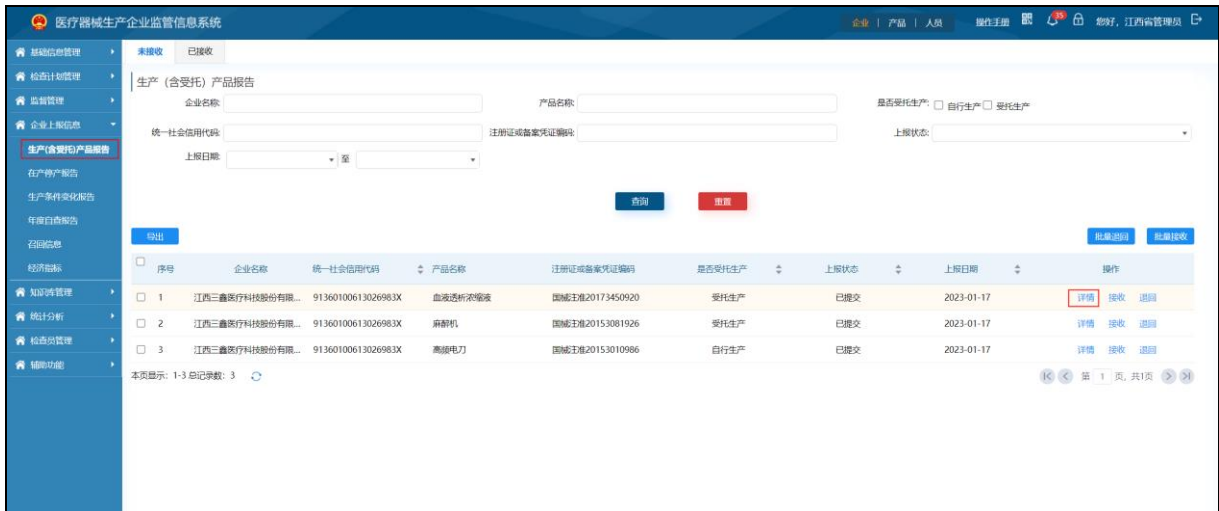 医疗器械生产企业监管信息系统
企业 | 产品 | 人员 操作手册 35 您好, 江西省管理员
基础信息管理
检查计划管理
监督管理
企业上报信息
生产(含受托)产品报告
在产停产报告
生产条件变化报告
年度自查报告
召回信息
经济指标
知识库管理
统计分析
检查员管理
辅助功能
未接收 已接收
生产（含受托）产品报告
企业名称: 产品名称: 是否受托生产: 自行生产 受托生产
统一社会信用代码: 注册证或备案凭证编码: 上报状态:
上报日期: 至
查询 重置
导出 批量退回 批量接收
序号 企业名称 统一社会信用代码 产品名称 注册证或备案凭证编码 是否受托生产 上报状态 上报日期 操作
1 江西三鑫医疗科技股份有限... 91360100613026983X 血液透析浓缩液 国械注准20173450920 受托生产 已提交 2023-01-17 详情 接收 退回
2 江西三鑫医疗科技股份有限... 91360100613026983X 麻醉机 国械注准20153081926 受托生产 已提交 2023-01-17 详情 接收 退回
3 江西三鑫医疗科技股份有限... 91360100613026983X 高频电刀 国械注准20153010986 自行生产 已提交 2023-01-17 详情 接收 退回
本页显示: 1-3 总记录数: 3 第 1 页, 共1页